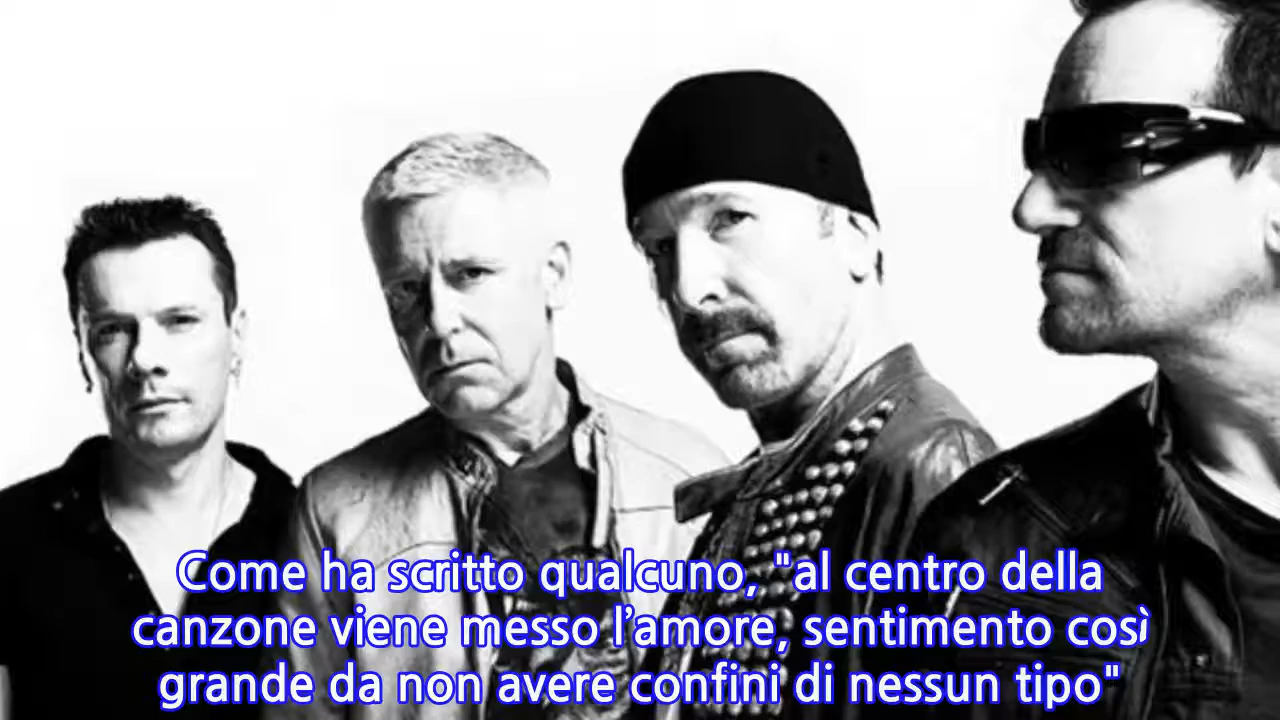 Come ha scritto qualcuno, "al centro della
canzone viene messo l'amore, sentimento così
grande da non avere confini di nessun tipo"